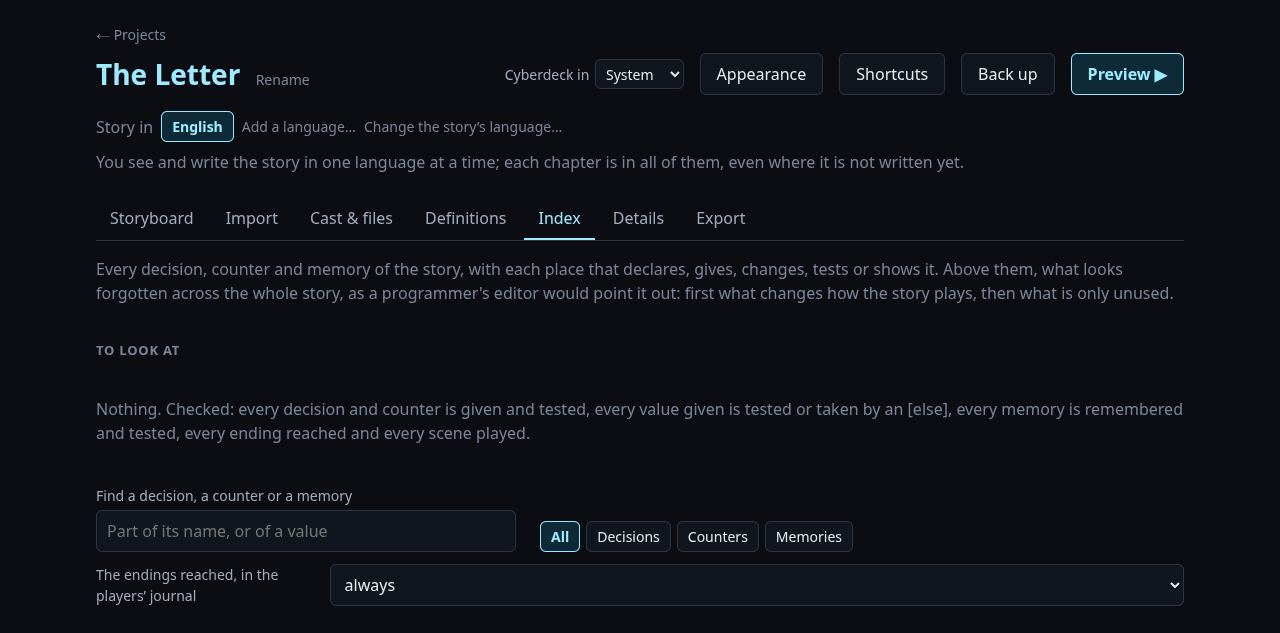 ← Projects
The Letter
Rename
Cyberdeck in
System
Appearance
Shortcuts
Back up
Preview ▶
Story in
English
Add a language…
Change the story’s language…
You see and write the story in one language at a time; each chapter is in all of them, even where it is not written yet.
Storyboard
Import
Cast & files
Definitions
Index
Details
Export
Every decision, counter and memory of the story, with each place that declares, gives, changes, tests or shows it. Above them, what looks
forgotten across the whole story, as a programmer's editor would point it out: first what changes how the story plays, then what is only unused.
TO LOOK AT
Nothing. Checked: every decision and counter is given and tested, every value given is tested or taken by an [else], every memory is remembered
and tested, every ending reached and every scene played.
Find a decision, a counter or a memory
Part of its name, or of a value
All
Decisions
Counters
Memories
The endings reached, in the
players’ journal
always